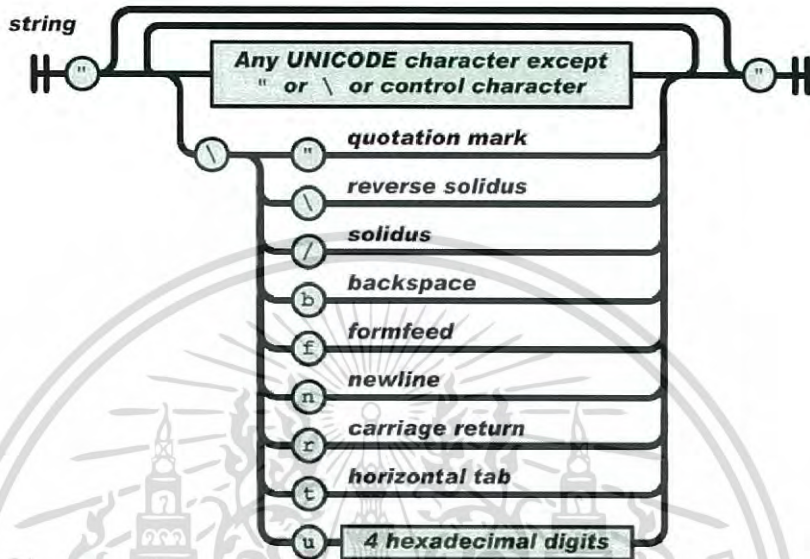 string
" Any UNICODE character except "
" or \ or control character
\ " quotation mark
\ reverse solidus
/ solidus
b backspace
f formfeed
n newline
r carriage return
t horizontal tab
u 4 hexadecimal digits